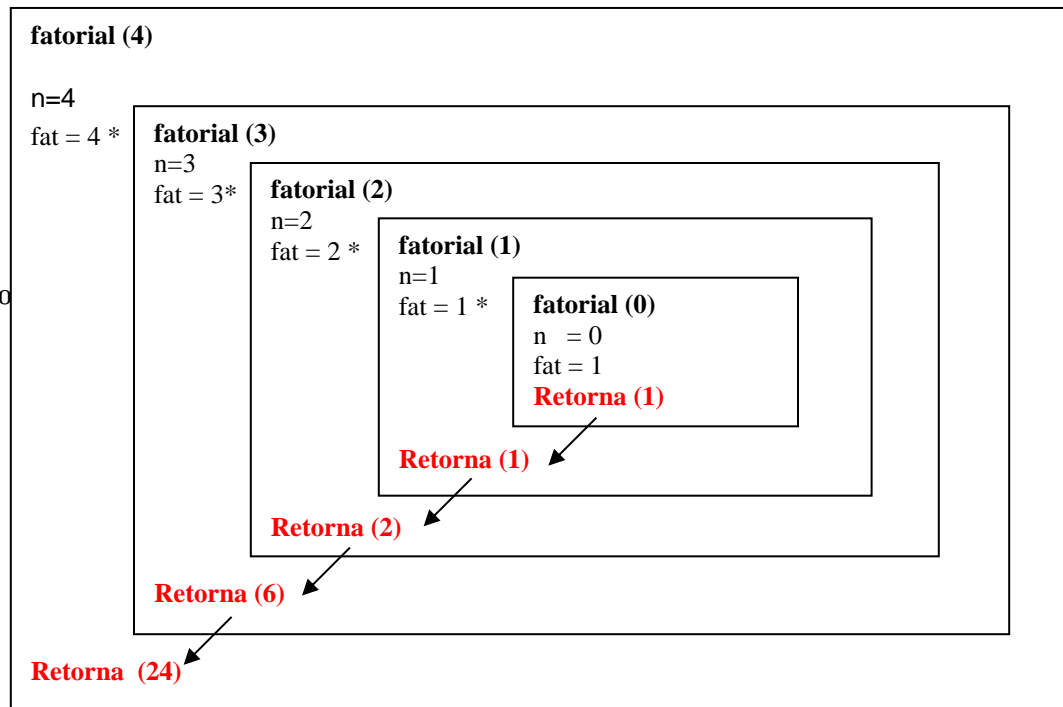 fatorial (4)
n=4
fat = 4 *
fatorial (3)
n=3
fat = 3*
fatorial (2)
n=2
fat = 2 *
fatorial (1)
n=1
fat = 1 *
o
fatorial (0)
n = 0
fat = 1
Retorna (1)
Retorna (1)
Retorna (2)
Retorna (6)
Retorna (24)